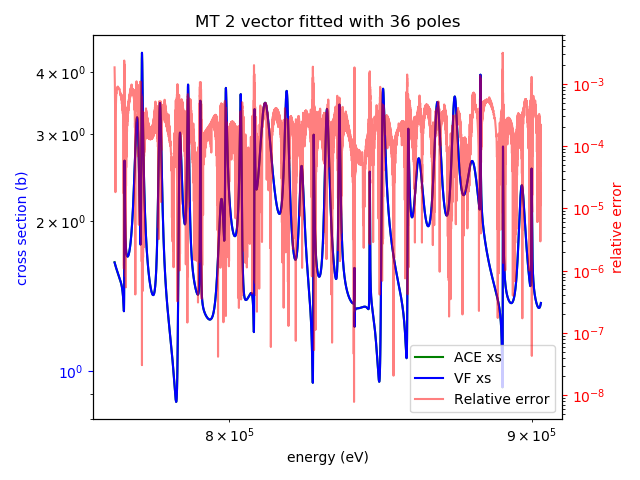 MT 2 vector fitted with 36 poles
4 × 10⁰
3 × 10⁰
2 × 10⁰
10⁰
cross section (b)
10⁻³
10⁻⁴
10⁻⁵
10⁻⁶
10⁻⁷
10⁻⁸
relative error
ACE xs
VF xs
Relative error
8 × 10⁵
9 × 10⁵
energy (eV)